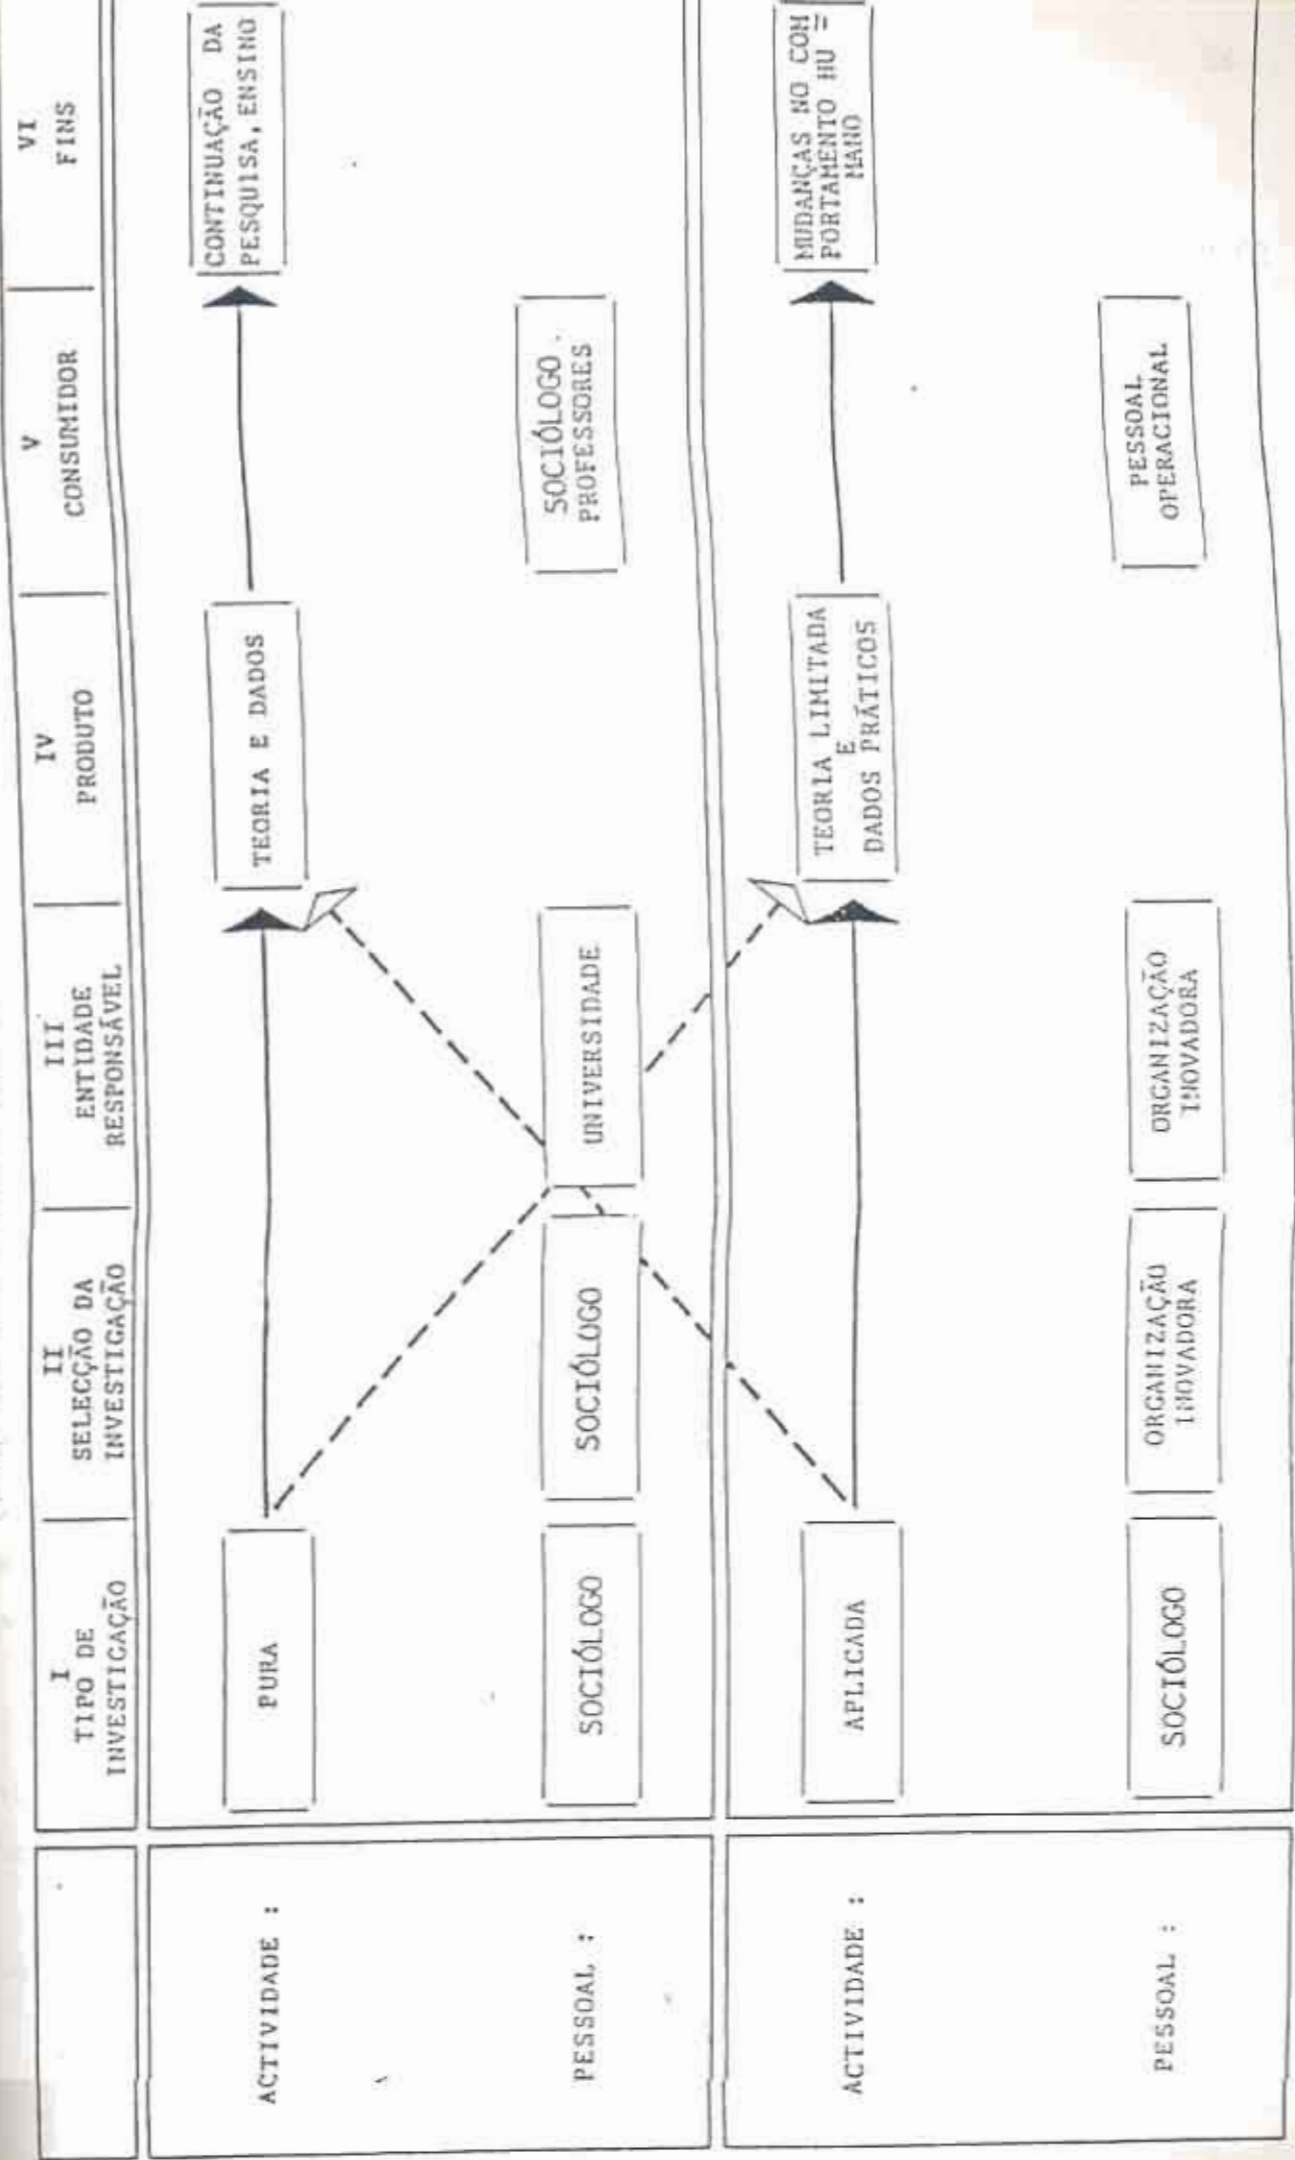 I
TIPO DE
INVESTIGAÇÃO
II
SELECÇÃO DA
INVESTIGAÇÃO
III
ENTIDADE
RESPONSÁVEL
IV
PRODUTO
V
CONSUMIDOR
VI
FINS
ACTIVIDADE :
PURA
TEORIA E DADOS
CONTINUAÇÃO DA
PESQUISA, ENSINO
PESSOAL :
SOCIÓLOGO
SOCIÓLOGO
UNIVERSIDADE
SOCIÓLOGO .
PROFESSORES
ACTIVIDADE :
APLICADA
TEORIA LIMITADA
E
DADOS PRÁTICOS
MUDANÇAS NO COM
PORTAMENTO HU =
MANO
PESSOAL :
SOCIÓLOGO
ORGANIZAÇÃO
INOVADORA
ORGANIZAÇÃO
INOVADORA
PESSOAL
OPERACIONAL